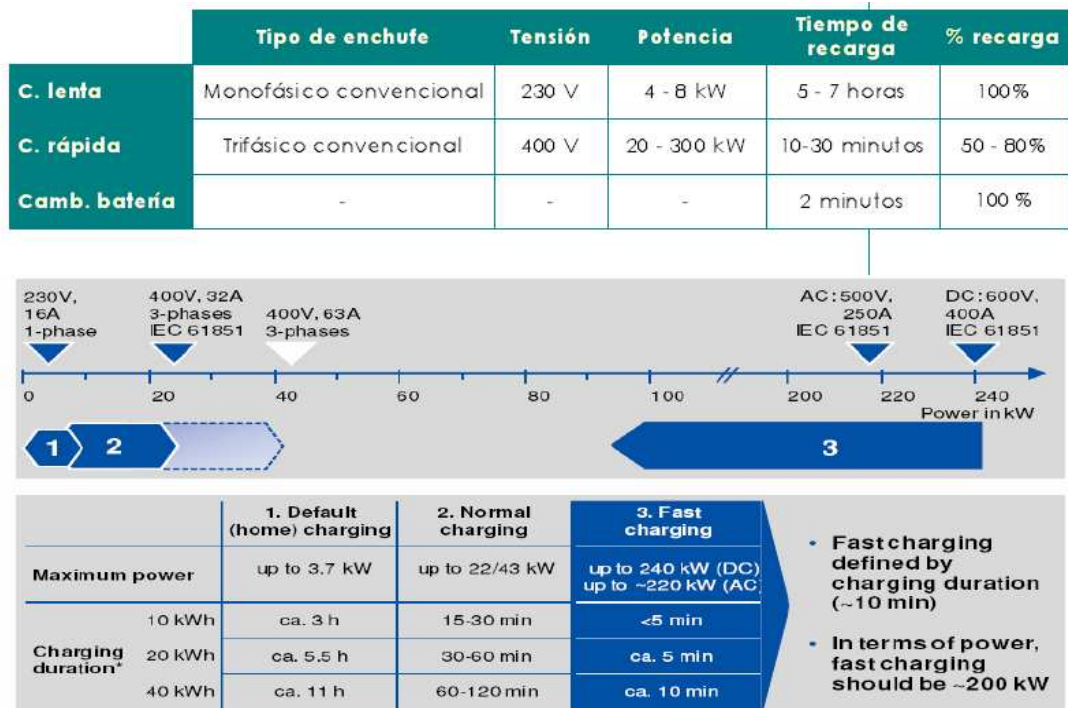 Tipo de enchufe Tensión Potencia Tiempo de recarga % recarga
C. lenta Monofásico convencional 230 V 4 - 8 kW 5 - 7 horas 100%
C. rápida Trifásico convencional 400 V 20 - 300 kW 10-30 minutos 50 - 80%
Camb. batería - - - 2 minutos 100 %
230V,
16A
1-phase
400V, 32A
3-phases
IEC 61851
400V, 63A
3-phases
AC:500V,
250A
IEC 61851
DC:600V,
400A
IEC 61851
0 20 40 60 80 100 200 220 240
Power in kW
1 2 3
1. Default (home) charging 2. Normal charging 3. Fast charging
Maximum power up to 3.7 kW up to 22/43 kW up to 240 kW (DC) up to ~220 kW (AC)
Charging duration*
10 kWh ca. 3 h 15-30 min <5 min
20 kWh ca. 5.5 h 30-60 min ca. 5 min
40 kWh ca. 11 h 60-120 min ca. 10 min
• Fast charging
defined by
charging duration
(~10 min)
• In terms of power,
fast charging
should be ~200 kW